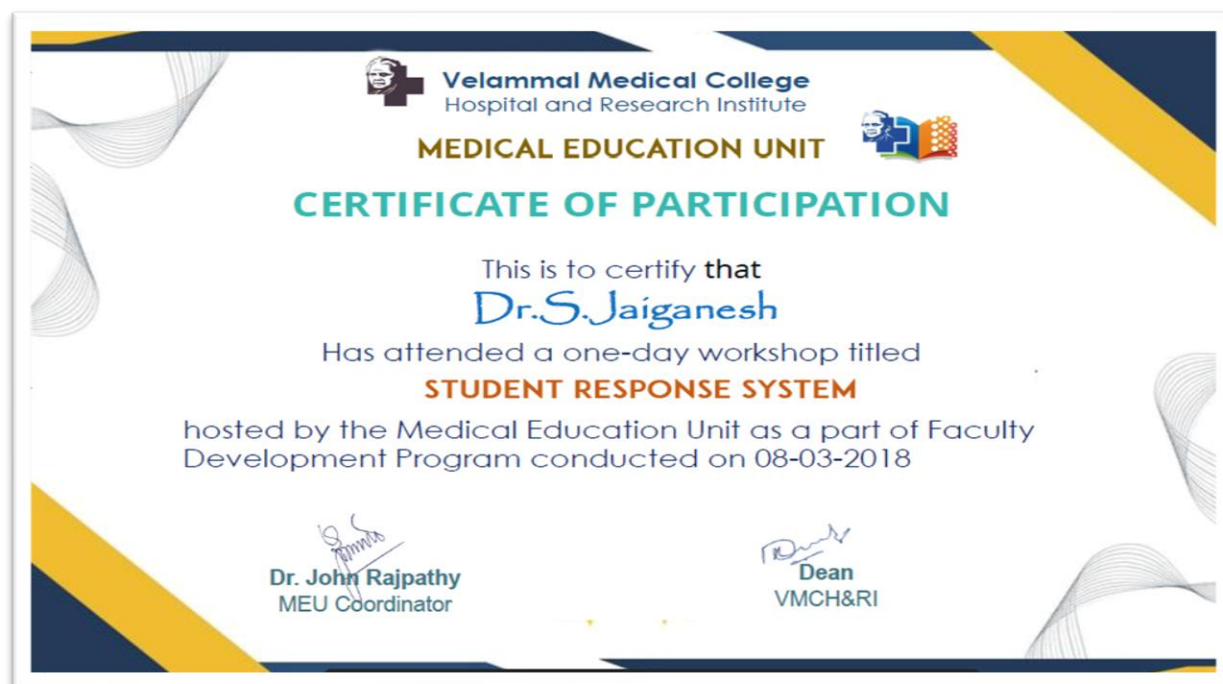 Velammal Medical College
Hospital and Research Institute
MEDICAL EDUCATION UNIT
CERTIFICATE OF PARTICIPATION
This is to certify that
Dr.S.Jaiganesh
Has attended a one-day workshop titled
STUDENT RESPONSE SYSTEM
hosted by the Medical Education Unit as a part of Faculty
Development Program conducted on 08-03-2018
Dr. John Rajpathy
MEU Coordinator
Dean
VMCH&RI